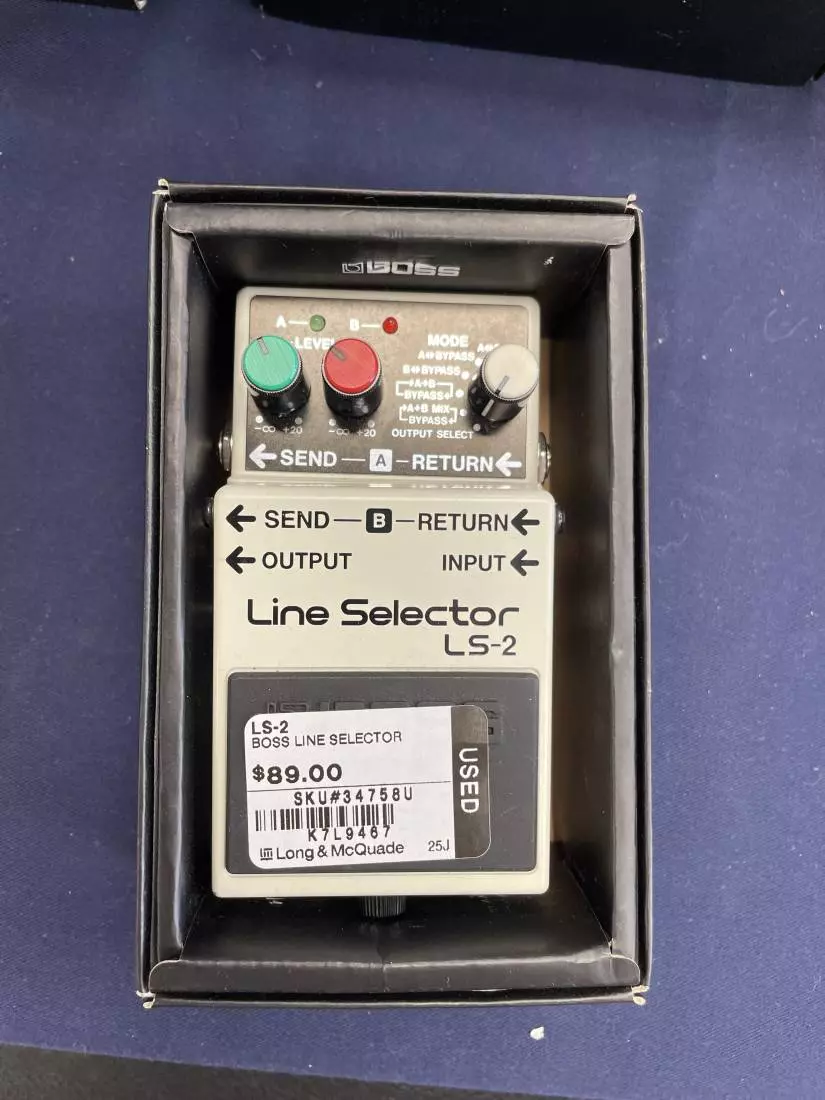 BOSS
A B
LEVEL
MODE
A⇔BYPASS
B⇔BYPASS
A+B
BYPASS
A+B MIX
BYPASS
-∞ +20 -∞ +20
OUTPUT SELECT
← SEND — A — RETURN ←
← SEND — B — RETURN ←
← OUTPUT INPUT ←
Line Selector
LS-2
LS-2
BOSS LINE SELECTOR
$89.00
USED
SKU#34758U
K7L9467
Long & McQuade 25J